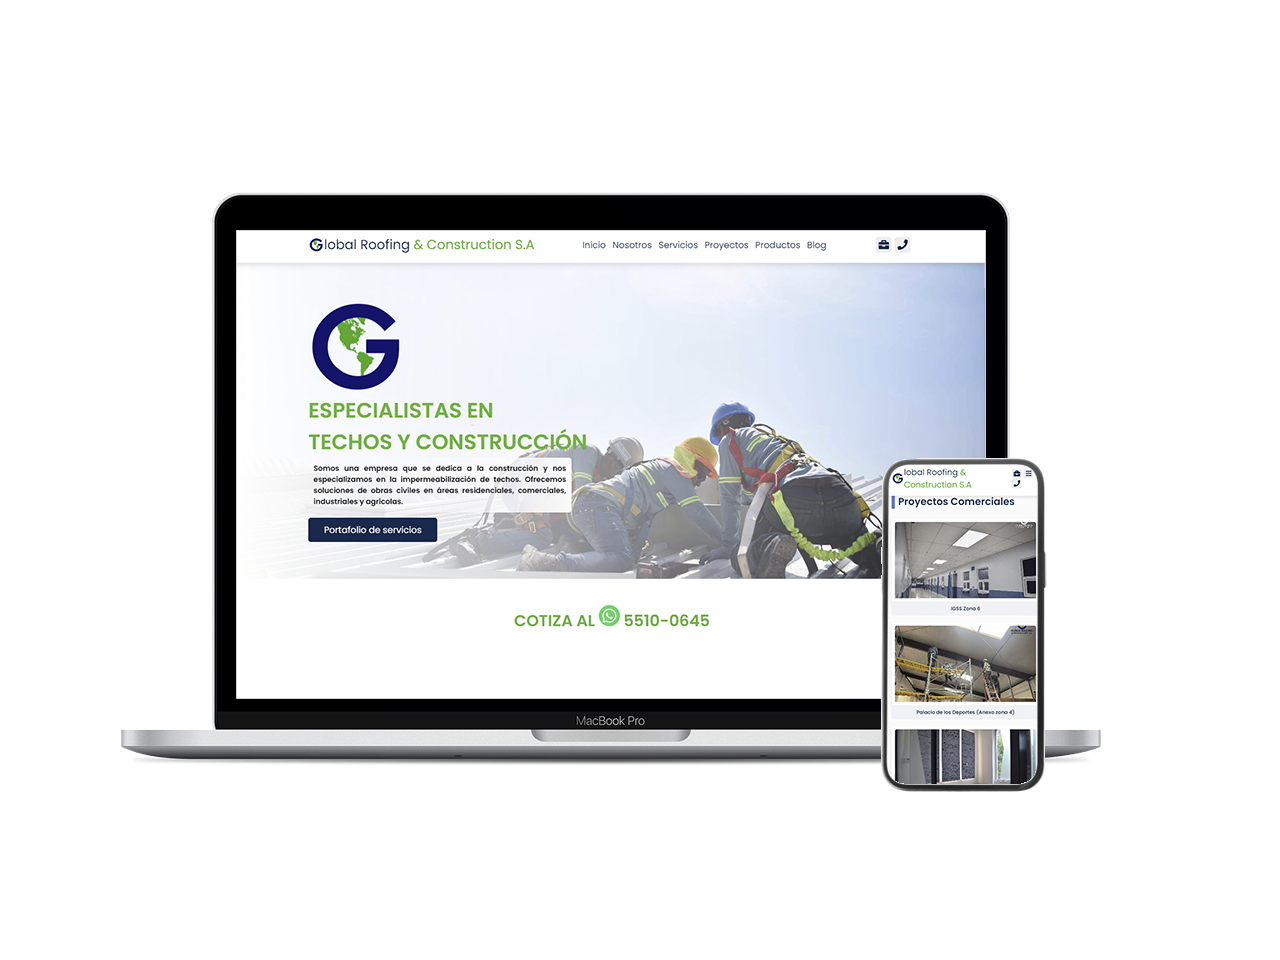 Global Roofing & Construction S.A
Inicio Nosotros Servicios Proyectos Productos Blog
G
ESPECIALISTAS EN
TECHOS Y CONSTRUCCIÓN
Somos una empresa que se dedica a la construcción y nos
especializamos en la impermeabilización de techos. Ofrecemos
soluciones de obras civiles en áreas residenciales, comerciales,
industriales y agrícolas.
Portafolio de servicios
COTIZA AL 5510-0645
MacBook Pro
Global Roofing &
Construction S.A
Proyectos Comerciales
IGSS Zona 6
Palacio de los Deportes (Anexo zona 4)